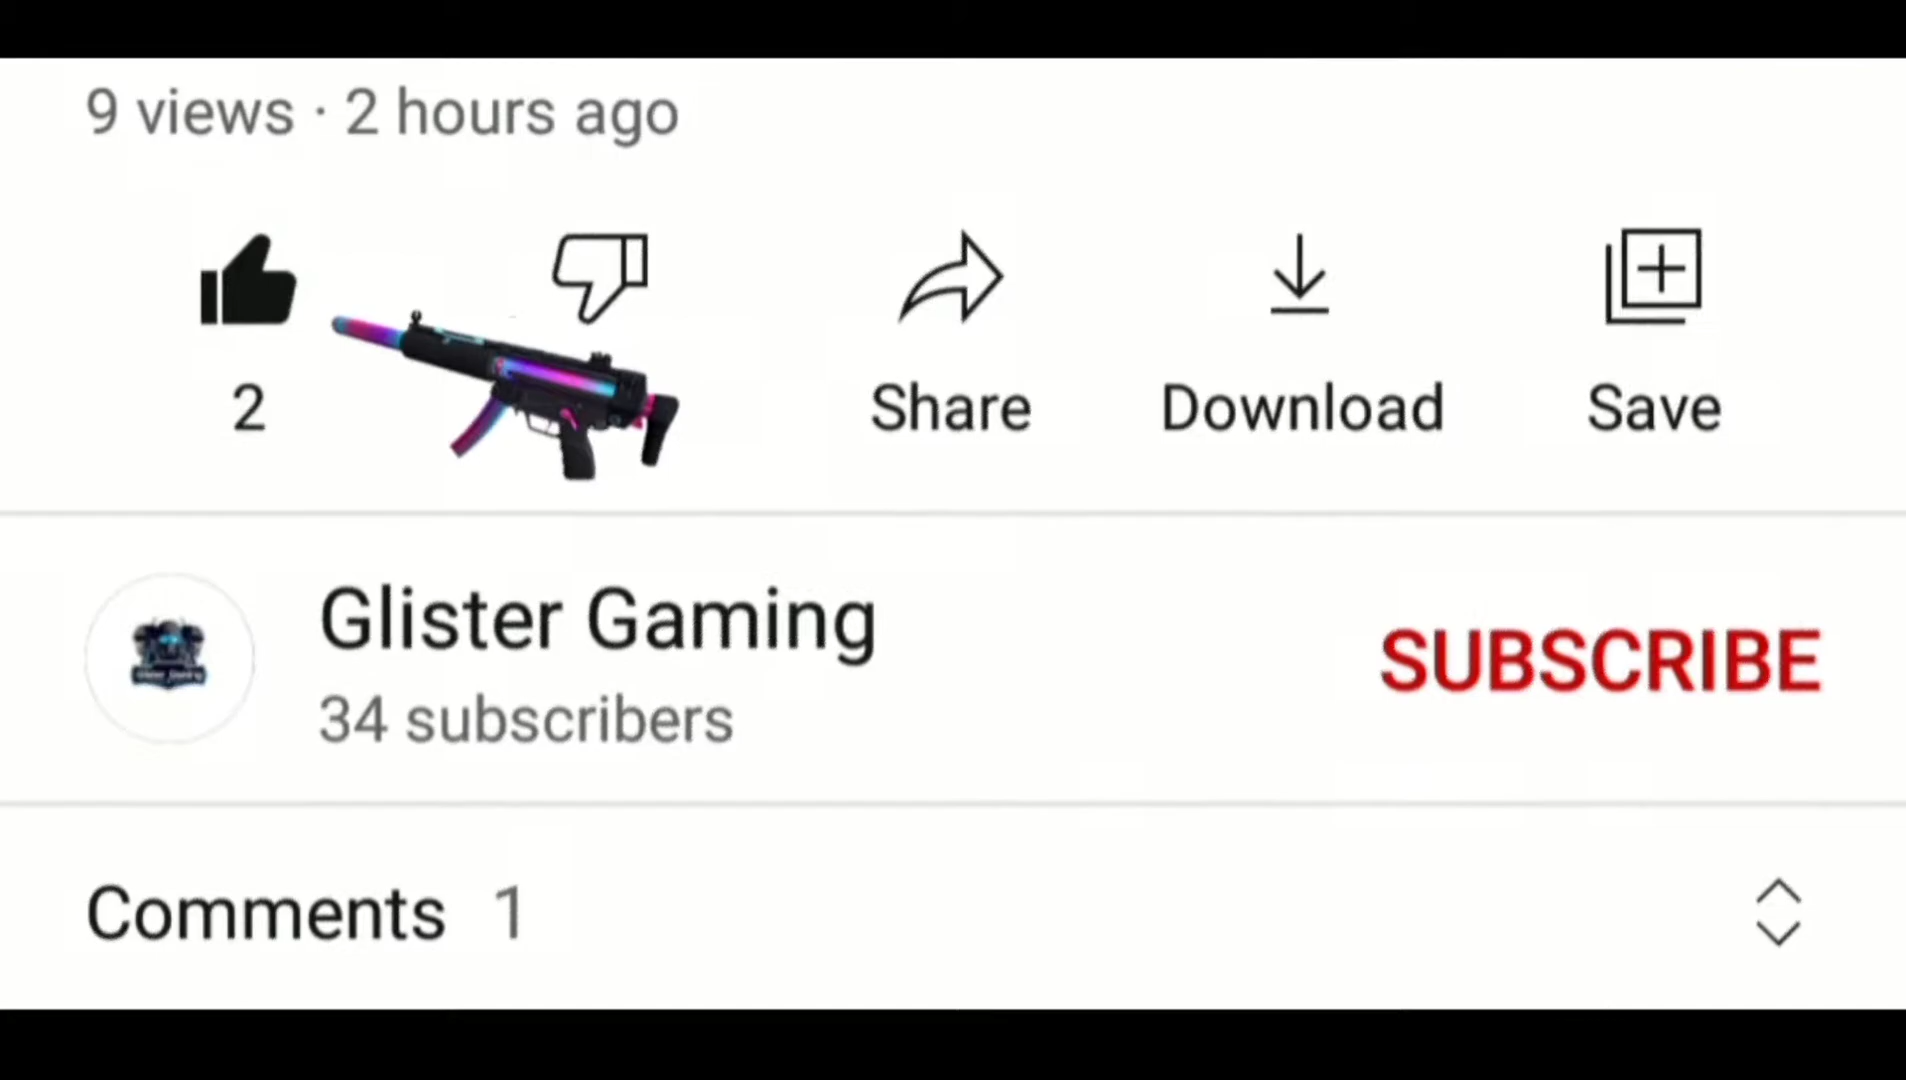 9 views · 2 hours ago
2
Share
Download
Save
Glister Gaming
34 subscribers
SUBSCRIBE
Comments 1